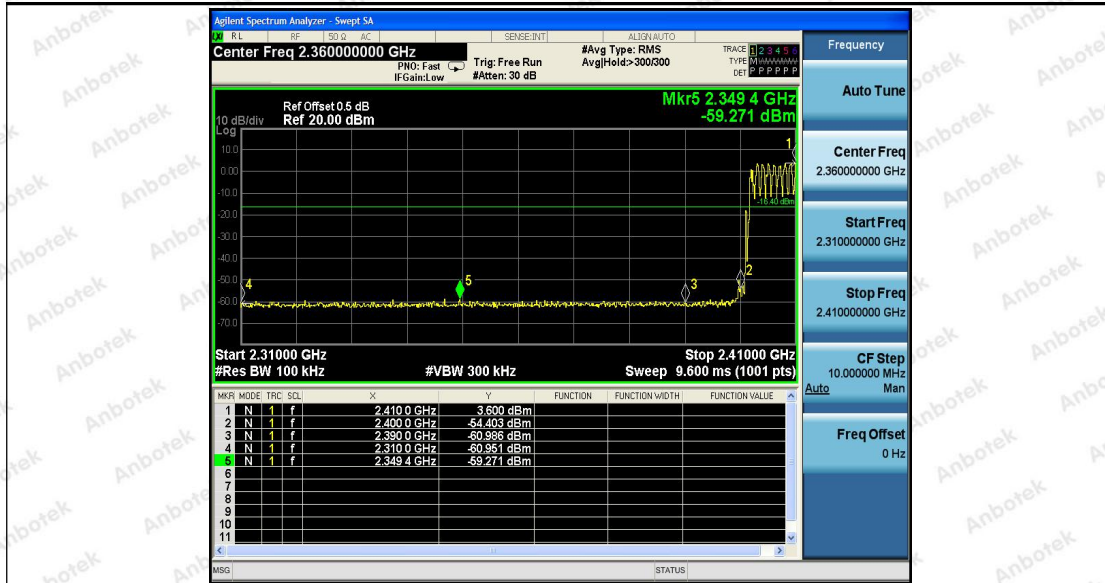 Agilent Spectrum Analyzer - Swept SA
RL RF 50 Ω AC SENSE:INT ALIGNAUTO
Center Freq 2.360000000 GHz
PNO: Fast
IFGain:Low
Trig: Free Run
#Atten: 30 dB
#Avg Type: RMS
Avg|Hold:>300/300
TRACE 1 2 3 4 5 6
TYPE M
DET P P P P P P
Mkr5 2.349 4 GHz
-59.271 dBm
Ref Offset 0.5 dB
10 dB/div Ref 20.00 dBm
Log
10.0
0.00
-10.0
-20.0
-30.0
-40.0
-50.0
-60.0
-70.0
1
-16.40 dBm
2
3
4
5
Start 2.31000 GHz Stop 2.41000 GHz
#Res BW 100 kHz #VBW 300 kHz Sweep 9.600 ms (1001 pts)
MKR MODE TRC SCL X Y FUNCTION FUNCTION WIDTH FUNCTION VALUE
1 N 1 f 2.410 0 GHz 3.600 dBm
2 N 1 f 2.400 0 GHz -54.403 dBm
3 N 1 f 2.390 0 GHz -60.986 dBm
4 N 1 f 2.310 0 GHz -60.951 dBm
5 N 1 f 2.349 4 GHz -59.271 dBm
6
7
8
9
10
11
MSG STATUS
Frequency
Auto Tune
Center Freq
2.360000000 GHz
Start Freq
2.310000000 GHz
Stop Freq
2.410000000 GHz
CF Step
10.000000 MHz
Auto Man
Freq Offset
0 Hz
Anbotek